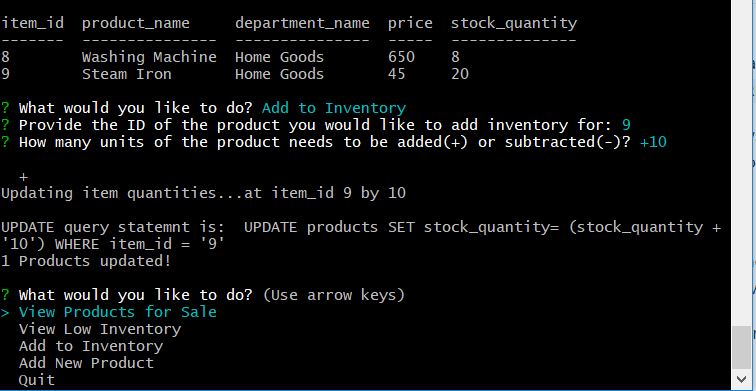 item_id  product_name     department_name  price  stock_quantity
-------  ---------------  ---------------  -----  --------------
8        Washing Machine  Home Goods       650    8
9        Steam Iron       Home Goods       45     20
? What would you like to do? Add to Inventory
? Provide the ID of the product you would like to add inventory for: 9
? How many units of the product needs to be added(+) or subtracted(-)? +10
+
Updating item quantities...at item_id 9 by 10
UPDATE query statemnt is:  UPDATE products SET stock_quantity= (stock_quantity +
'10') WHERE item_id = '9'
1 Products updated!
? What would you like to do? (Use arrow keys)
> View Products for Sale
View Low Inventory
Add to Inventory
Add New Product
Quit